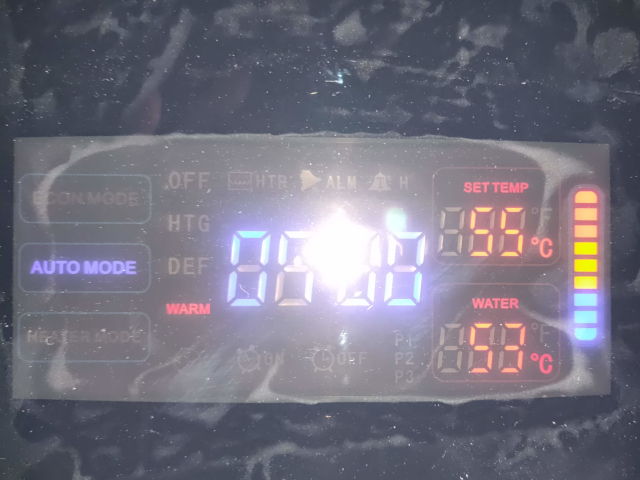 OFF HTR ALM H
SET TEMP
ECON.MODE
HTG
55 °F
°C
AUTO MODE
DEF
WARM
WATER
HEATER MODE
ON OFF
P1
P2
P3
53 °F
°C